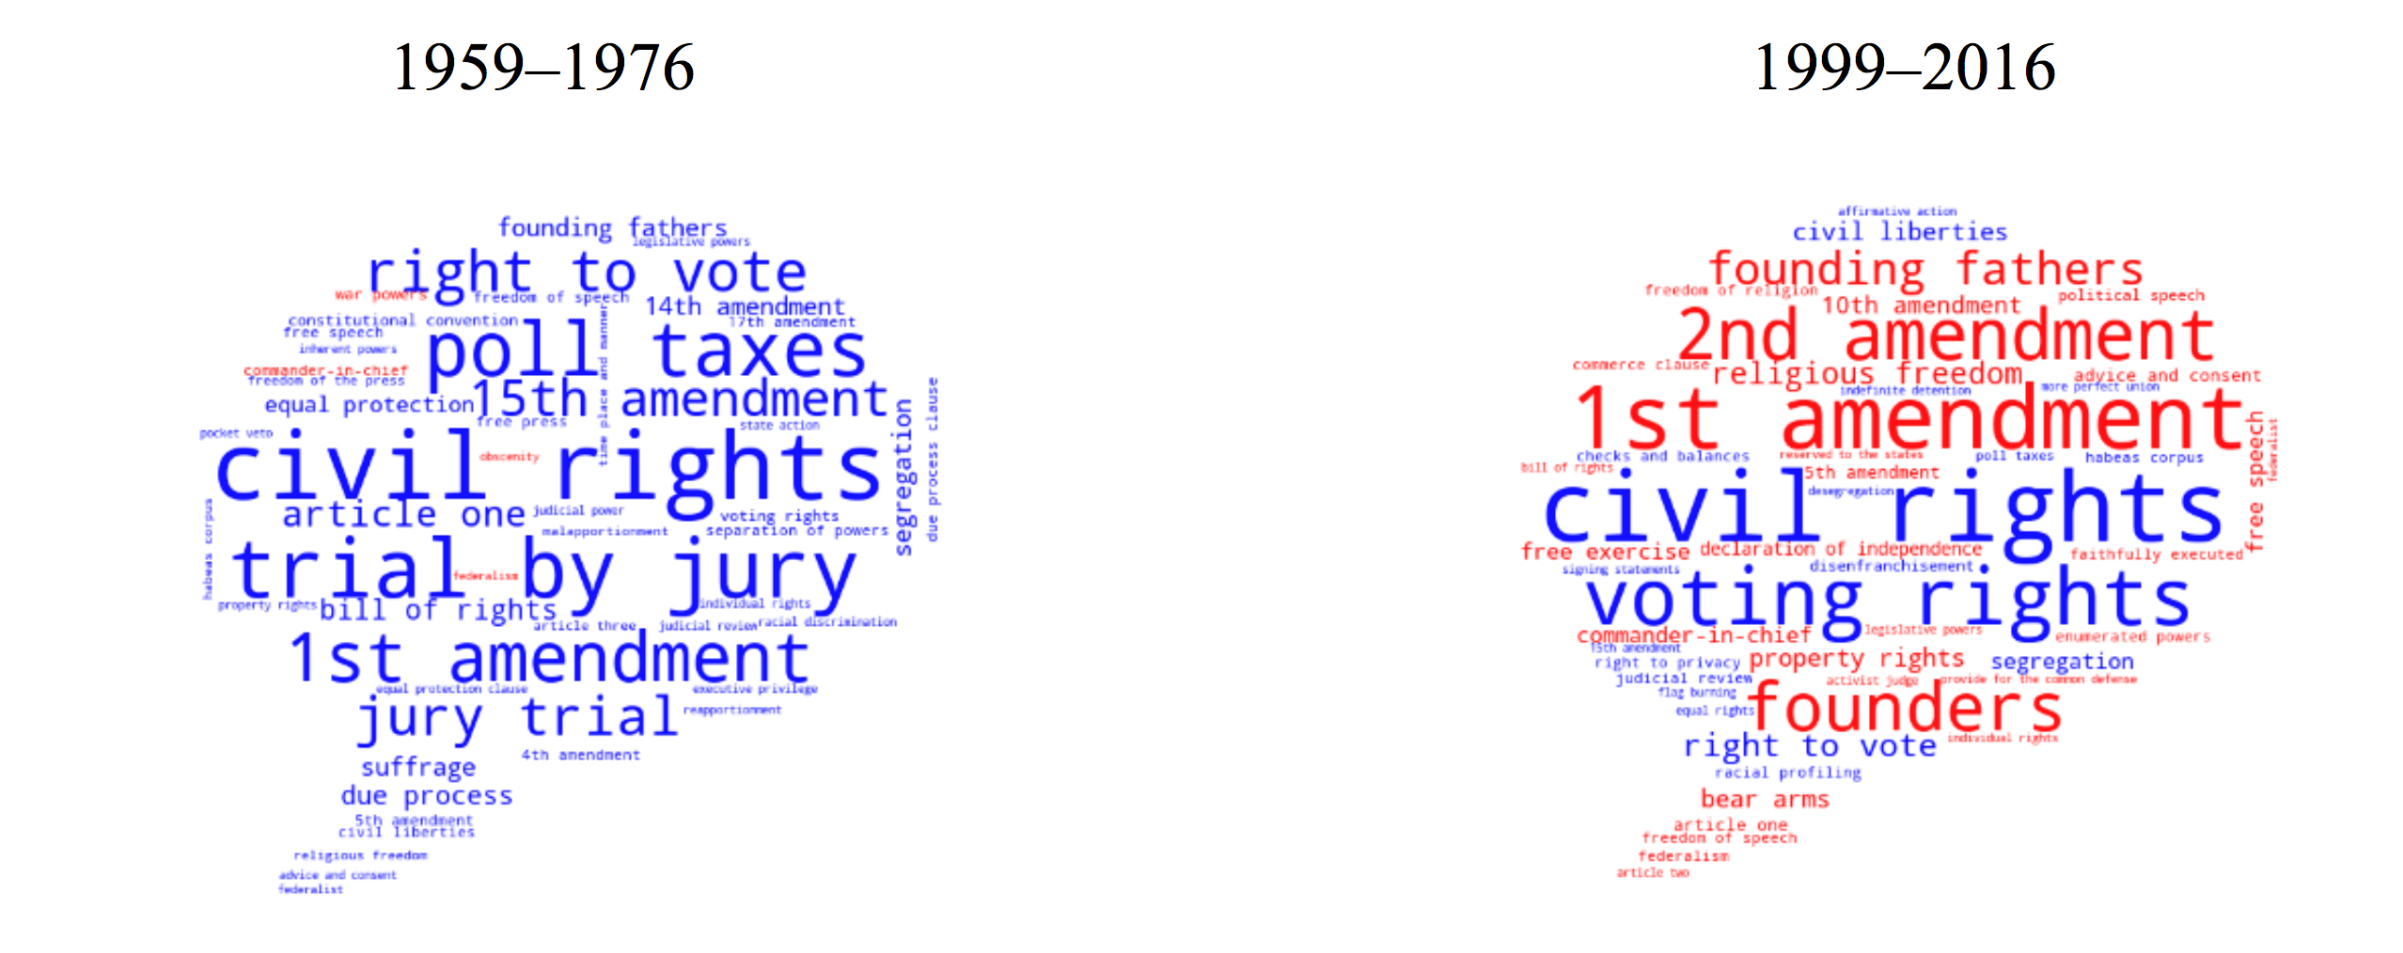 1959–1976
founding fathers
legislative powers
right to vote
war powers
freedom of speech
14th amendment
constitutional convention
17th amendment
free speech
poll taxes
inherent powers
time place and manner
commander-in-chief
freedom of the press
equal protection
15th amendment
free press
state action
segregation
due process clause
pocket veto
civil rights
obscenity
article one
judicial power
voting rights
malapportionment
separation of powers
habeas corpus
trial by jury
federalism
property rights
bill of rights
individual rights
article three
judicial review
racial discrimination
1st amendment
equal protection clause
executive privilege
jury trial
reapportionment
4th amendment
suffrage
due process
5th amendment
civil liberties
religious freedom
advice and consent
federalist
1999–2016
affirmative action
civil liberties
founding fathers
freedom of religion
10th amendment
political speech
2nd amendment
commerce clause
religious freedom
advice and consent
indefinite detention
more perfect union
1st amendment
free speech
federalist
checks and balances
reserved to the states
poll taxes
habeas corpus
bill of rights
5th amendment
civil rights
desegregation
free exercise
declaration of independence
faithfully executed
signing statements
disenfranchisement
voting rights
commander-in-chief
legislative powers
enumerated powers
15th amendment
right to privacy
property rights
segregation
judicial review
activist judge
provide for the common defense
flag burning
equal rights
founders
right to vote
individual rights
racial profiling
bear arms
article one
freedom of speech
federalism
article two